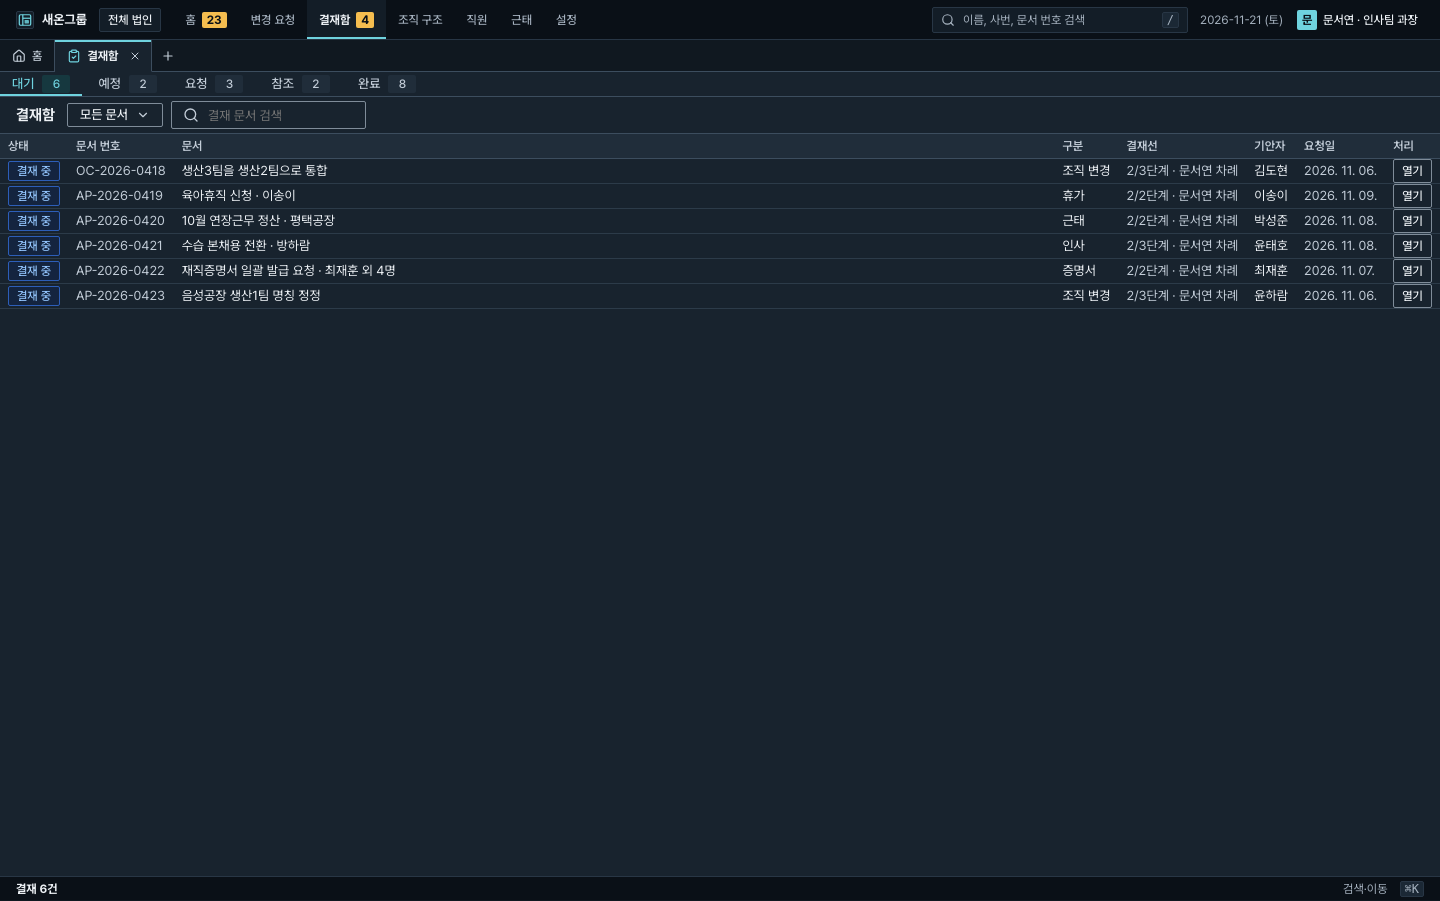 새온그룹 전체 법인 홈 23 변경 요청 결재함 4 조직 구조 직원 근태 설정 이름, 사번, 문서 번호 검색 / 2026-11-21 (토) 문 문서연 · 인사팀 과장
홈 결재함
대기 6 예정 2 요청 3 참조 2 완료 8
결재함 모든 문서 결재 문서 검색
상태 문서 번호 문서 구분 결재선 기안자 요청일 처리
결재 중 OC-2026-0418 생산3팀을 생산2팀으로 통합 조직 변경 2/3단계 · 문서연 차례 김도현 2026. 11. 06. 열기
결재 중 AP-2026-0419 육아휴직 신청 · 이송이 휴가 2/2단계 · 문서연 차례 이송이 2026. 11. 09. 열기
결재 중 AP-2026-0420 10월 연장근무 정산 · 평택공장 근태 2/2단계 · 문서연 차례 박성준 2026. 11. 08. 열기
결재 중 AP-2026-0421 수습 본채용 전환 · 방하람 인사 2/3단계 · 문서연 차례 윤태호 2026. 11. 08. 열기
결재 중 AP-2026-0422 재직증명서 일괄 발급 요청 · 최재훈 외 4명 증명서 2/2단계 · 문서연 차례 최재훈 2026. 11. 07. 열기
결재 중 AP-2026-0423 음성공장 생산1팀 명칭 정정 조직 변경 2/3단계 · 문서연 차례 윤하람 2026. 11. 06. 열기
결재 6건 검색·이동 ⌘K